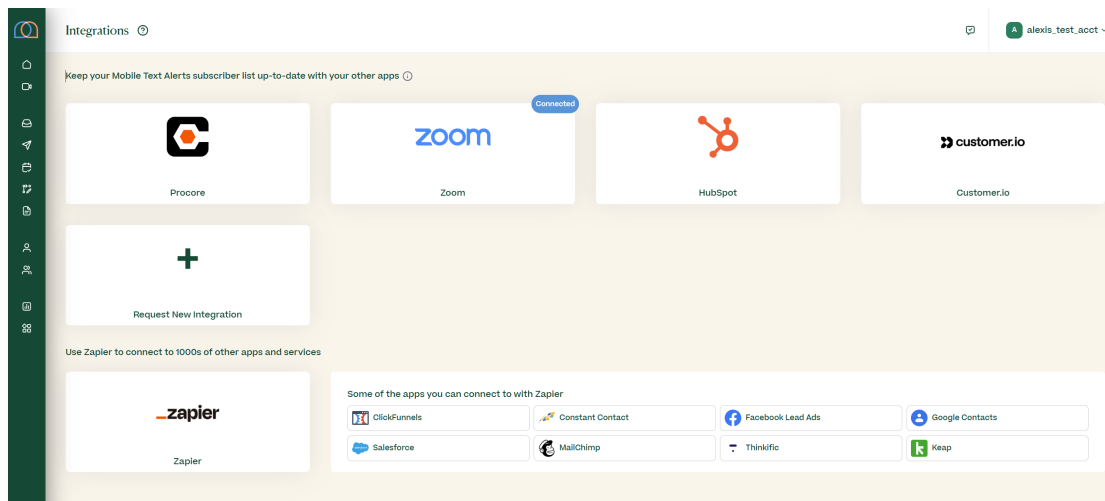 Integrations
A alexis_test_acct
Keep your Mobile Text Alerts subscriber list up-to-date with your other apps
Connected
zoom
customer.io
Procore
Zoom
HubSpot
Customer.io
Request New Integration
Use Zapier to connect to 1000s of other apps and services
_zapier
Zapier
Some of the apps you can connect to with Zapier
ClickFunnels
Constant Contact
Facebook Lead Ads
Google Contacts
Salesforce
MailChimp
Thinkific
Keap